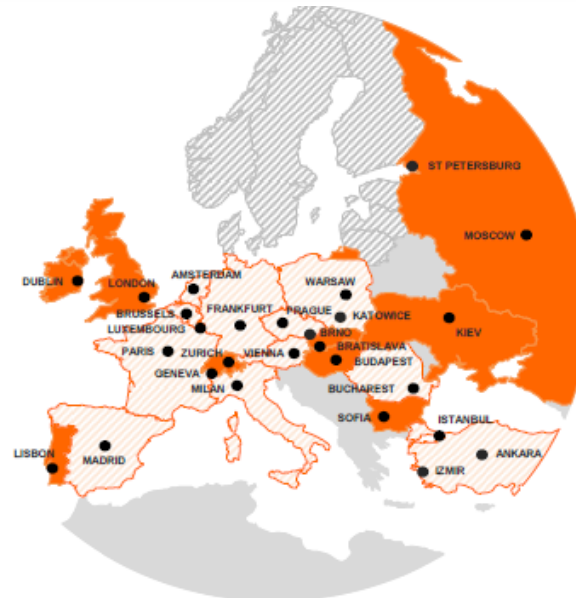 ST PETERSBURG
MOSCOW
AMSTERDAM
DUBLIN
LONDON
WARSAW
BRUSSELS
FRANKFURT
PRAGUE
KATOWICE
LUXEMBOURG
BRNO
KIEV
PARIS
ZURICH
VIENNA
BRATISLAVA
BUDAPEST
GENEVA
MILAN
BUCHAREST
SOFIA
ISTANBUL
LISBON
MADRID
ANKARA
IZMIR